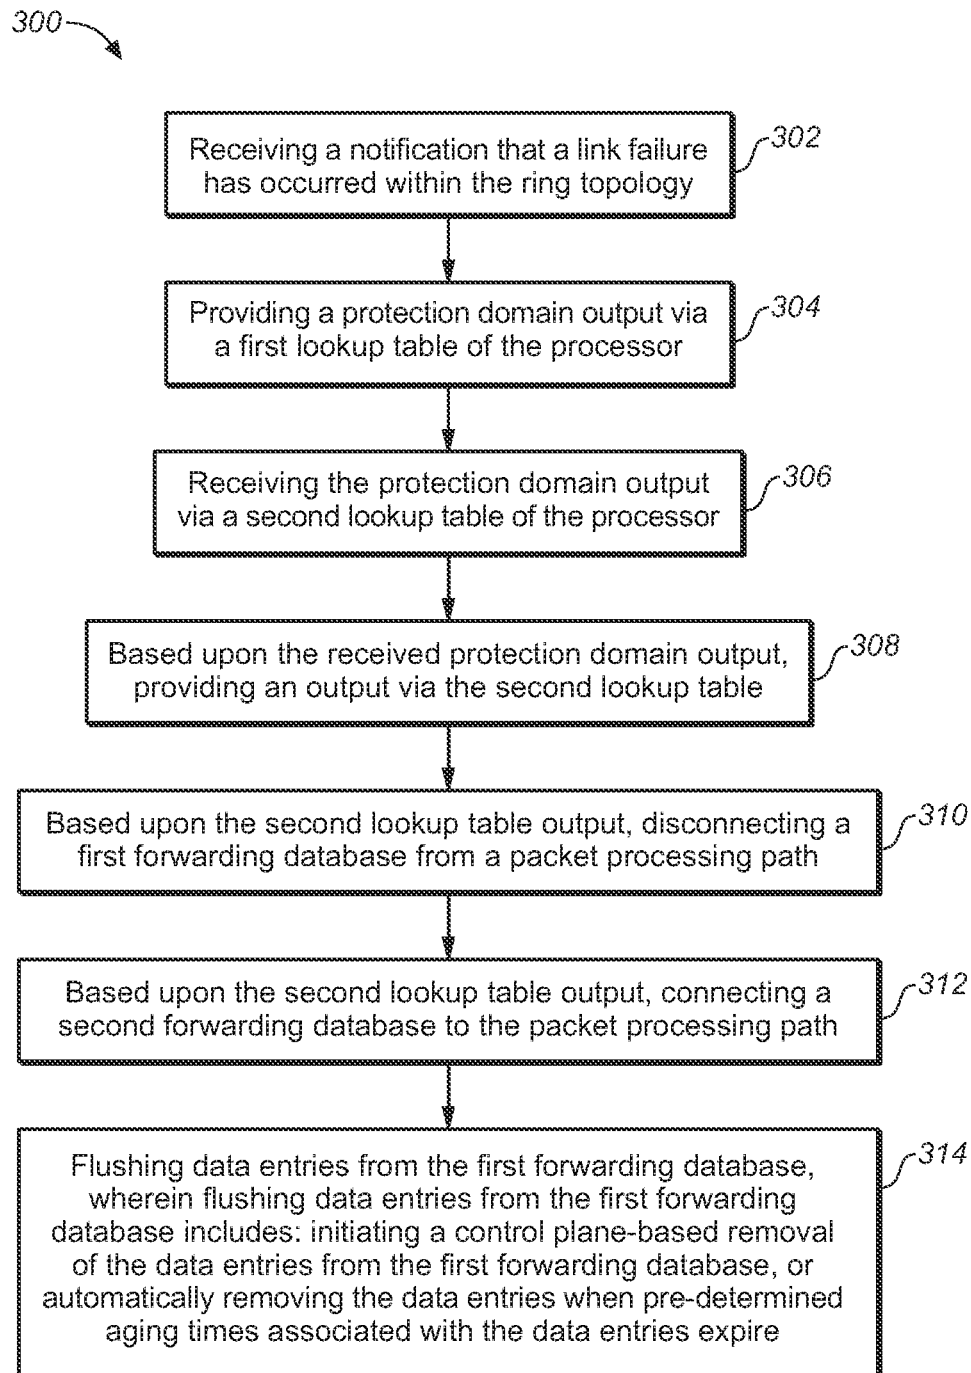 300
302
Receiving a notification that a link failure
has occurred within the ring topology
304
Providing a protection domain output via
a first lookup table of the processor
306
Receiving the protection domain output
via a second lookup table of the processor
308
Based upon the received protection domain output,
providing an output via the second lookup table
310
Based upon the second lookup table output, disconnecting a
first forwarding database from a packet processing path
312
Based upon the second lookup table output, connecting a
second forwarding database to the packet processing path
314
Flushing data entries from the first forwarding database,
wherein flushing data entries from the first forwarding
database includes: initiating a control plane-based removal
of the data entries from the first forwarding database, or
automatically removing the data entries when pre-determined
aging times associated with the data entries expire